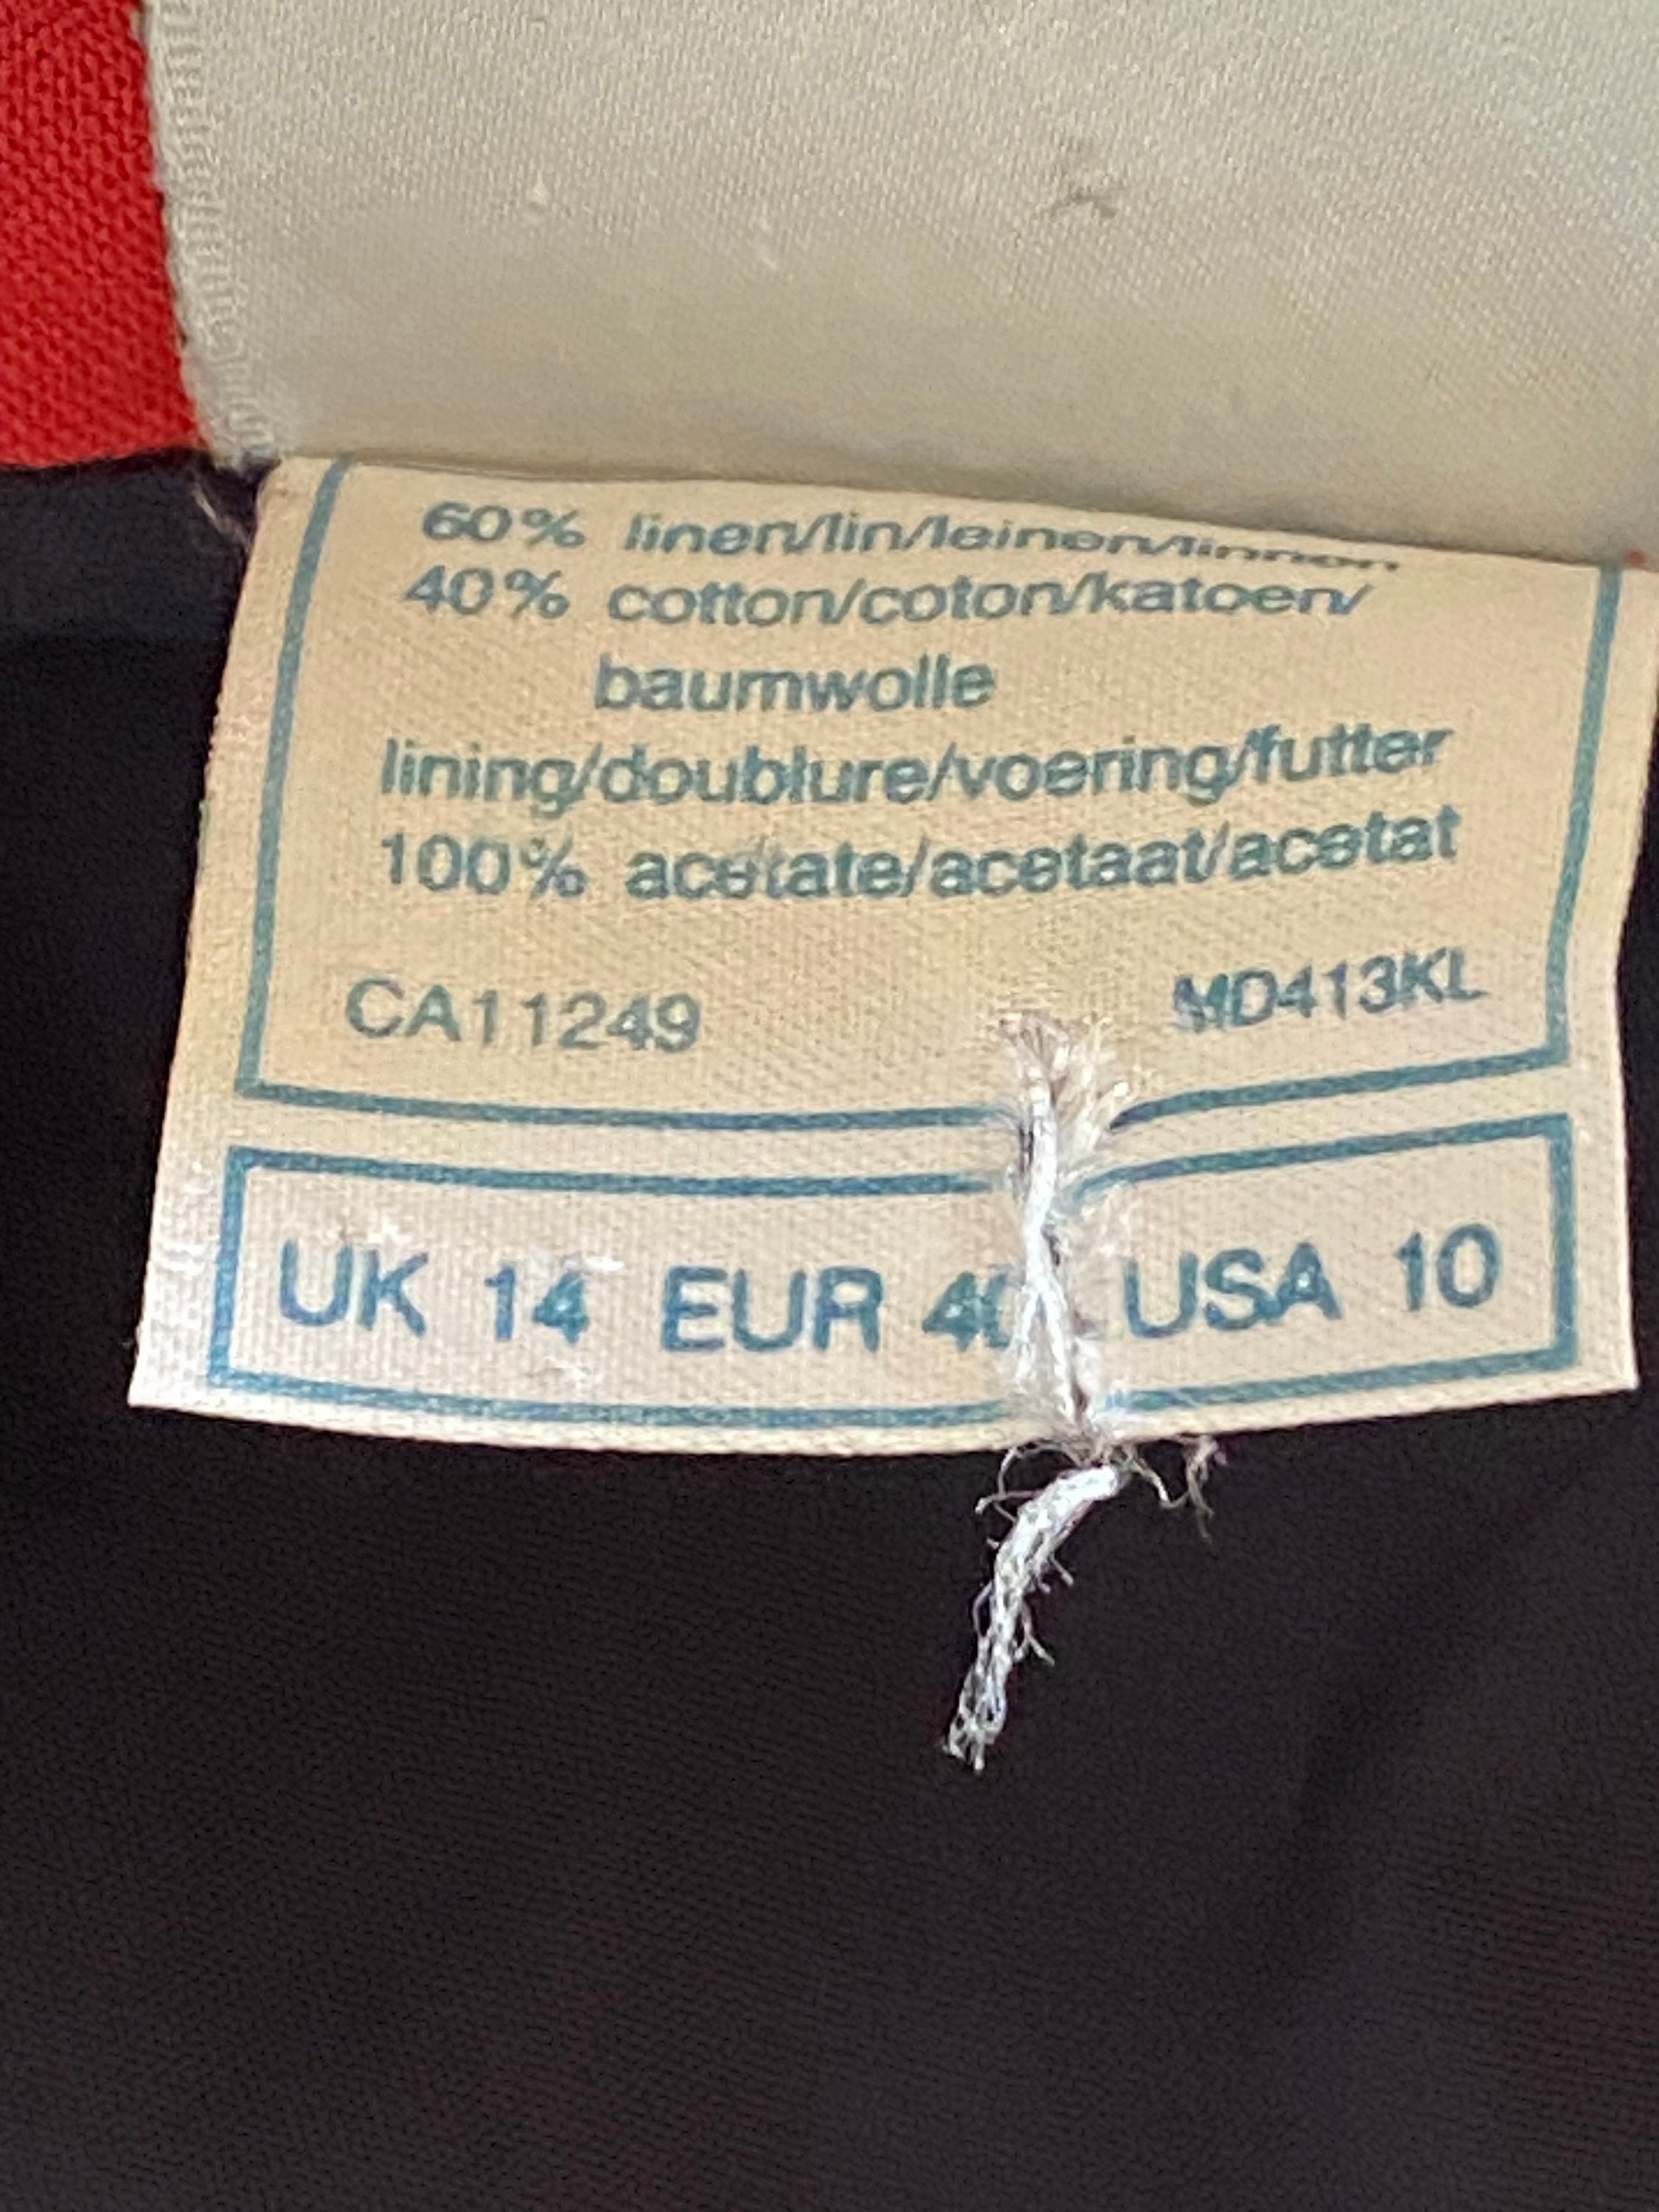 60% linen/lin/leinen/linnen
40% cotton/coton/katoen/
baumwolle
lining/doublure/voering/futter
100% acetate/acetaat/acetat
CA11249 MD413KL
UK 14 EUR 40 USA 10